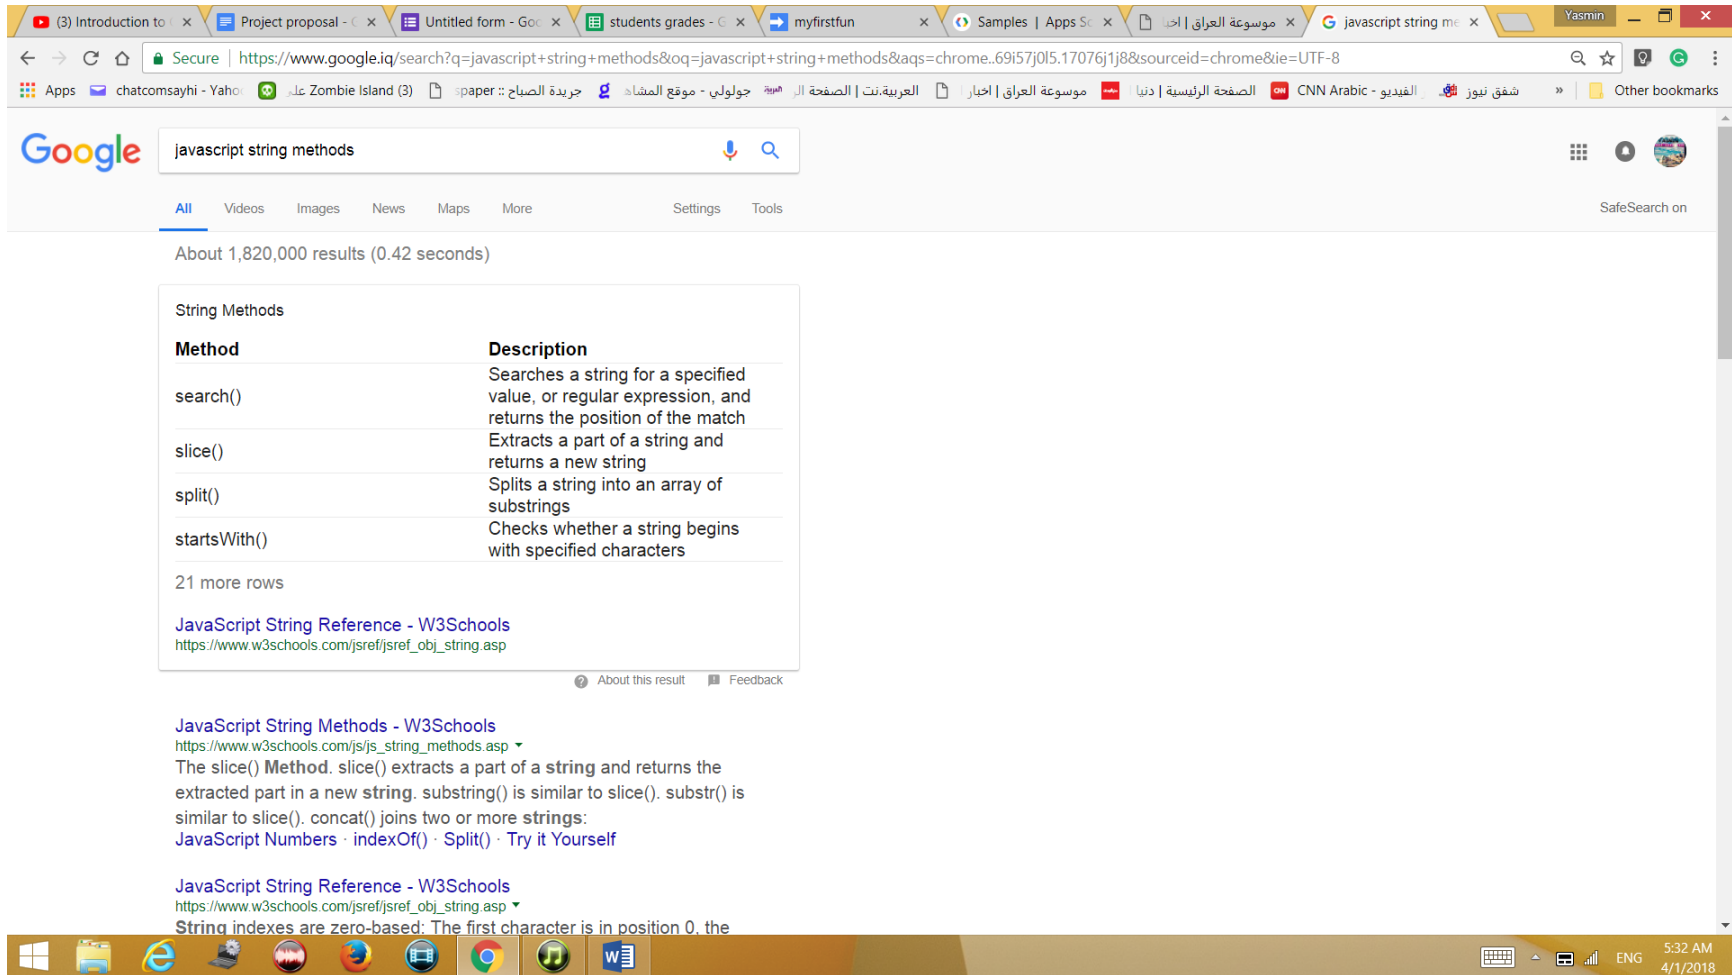 (3) Introduction to
Project proposal - G
Untitled form - Goo
students grades - G
myfirstfun
Samples | Apps Sc
موسوعة العراق | اخبا
javascript string me
Yasmin
Secure | https://www.google.iq/search?q=javascript+string+methods&oq=javascript+string+methods&aqs=chrome..69i57j0l5.17076j1j8&sourceid=chrome&ie=UTF-8
Apps
chatcomsayhi - Yaho
Zombie Island (3) عل
جريدة الصباح :: spaper
جولولي - موقع المشاه
العربية.نت | الصفحة الر
موسوعة العراق | اخبار
الصفحة الرئيسية | دنيا
الفيديو - CNN Arabic
شفق نيوز
»
Other bookmarks
Google
javascript string methods
All Videos Images News Maps More Settings Tools
SafeSearch on
About 1,820,000 results (0.42 seconds)
String Methods
Method Description
search() Searches a string for a specified
value, or regular expression, and
returns the position of the match
slice() Extracts a part of a string and
returns a new string
split() Splits a string into an array of
substrings
startsWith() Checks whether a string begins
with specified characters
21 more rows
JavaScript String Reference - W3Schools
https://www.w3schools.com/jsref/jsref_obj_string.asp
About this result Feedback
JavaScript String Methods - W3Schools
https://www.w3schools.com/js/js_string_methods.asp
The slice() Method. slice() extracts a part of a string and returns the
extracted part in a new string. substring() is similar to slice(). substr() is
similar to slice(). concat() joins two or more strings:
JavaScript Numbers · indexOf() · Split() · Try it Yourself
JavaScript String Reference - W3Schools
https://www.w3schools.com/jsref/jsref_obj_string.asp
String indexes are zero-based: The first character is in position 0, the
ENG
5:32 AM
4/1/2018